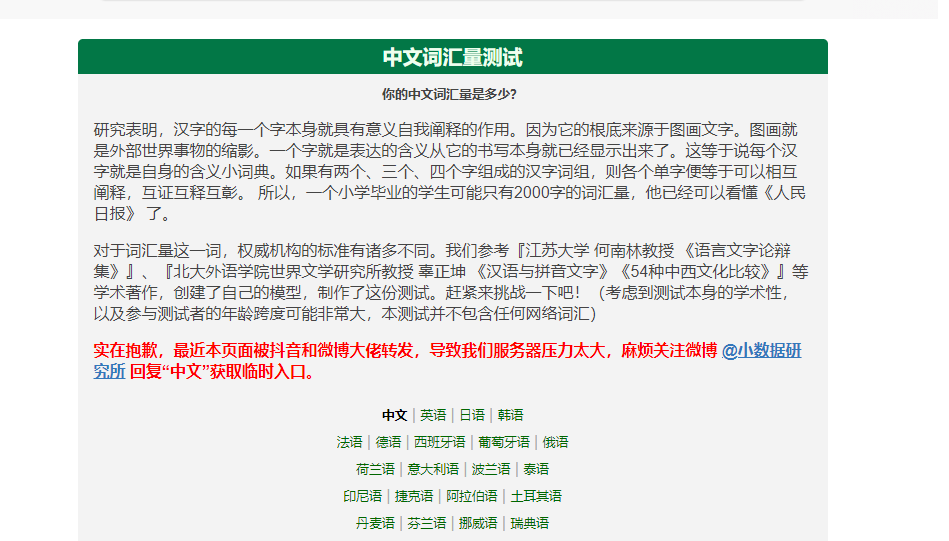 中文词汇量测试
你的中文词汇量是多少?
研究表明，汉字的每一个字本身就具有意义自我阐释的作用。因为它的根底来源于图画文字。图画就
是外部世界事物的缩影。一个字就是表达的含义从它的书写本身就已经显示出来了。这等于说每个汉
字就是自身的含义小词典。如果有两个、三个、四个字组成的汉字词组，则各个单字便等于可以相互
阐释，互证互释互彰。 所以，一个小学毕业的学生可能只有2000字的词汇量，他已经可以看懂《人民
日报》 了。
对于词汇量这一词，权威机构的标准有诸多不同。我们参考『江苏大学 何南林教授 《语言文字论辩
集》』、『北大外语学院世界文学研究所教授 辜正坤 《汉语与拼音文字》《54种中西文化比较》』等
学术著作，创建了自己的模型，制作了这份测试。赶紧来挑战一下吧！（考虑到测试本身的学术性，
以及参与测试者的年龄跨度可能非常大，本测试并不包含任何网络词汇）
实在抱歉，最近本页面被抖音和微博大佬转发，导致我们服务器压力太大，麻烦关注微博 @小数据研
究所 回复“中文”获取临时入口。
中文 | 英语 | 日语 | 韩语
法语 | 德语 | 西班牙语 | 葡萄牙语 | 俄语
荷兰语 | 意大利语 | 波兰语 | 泰语
印尼语 | 捷克语 | 阿拉伯语 | 土耳其语
丹麦语 | 芬兰语 | 挪威语 | 瑞典语